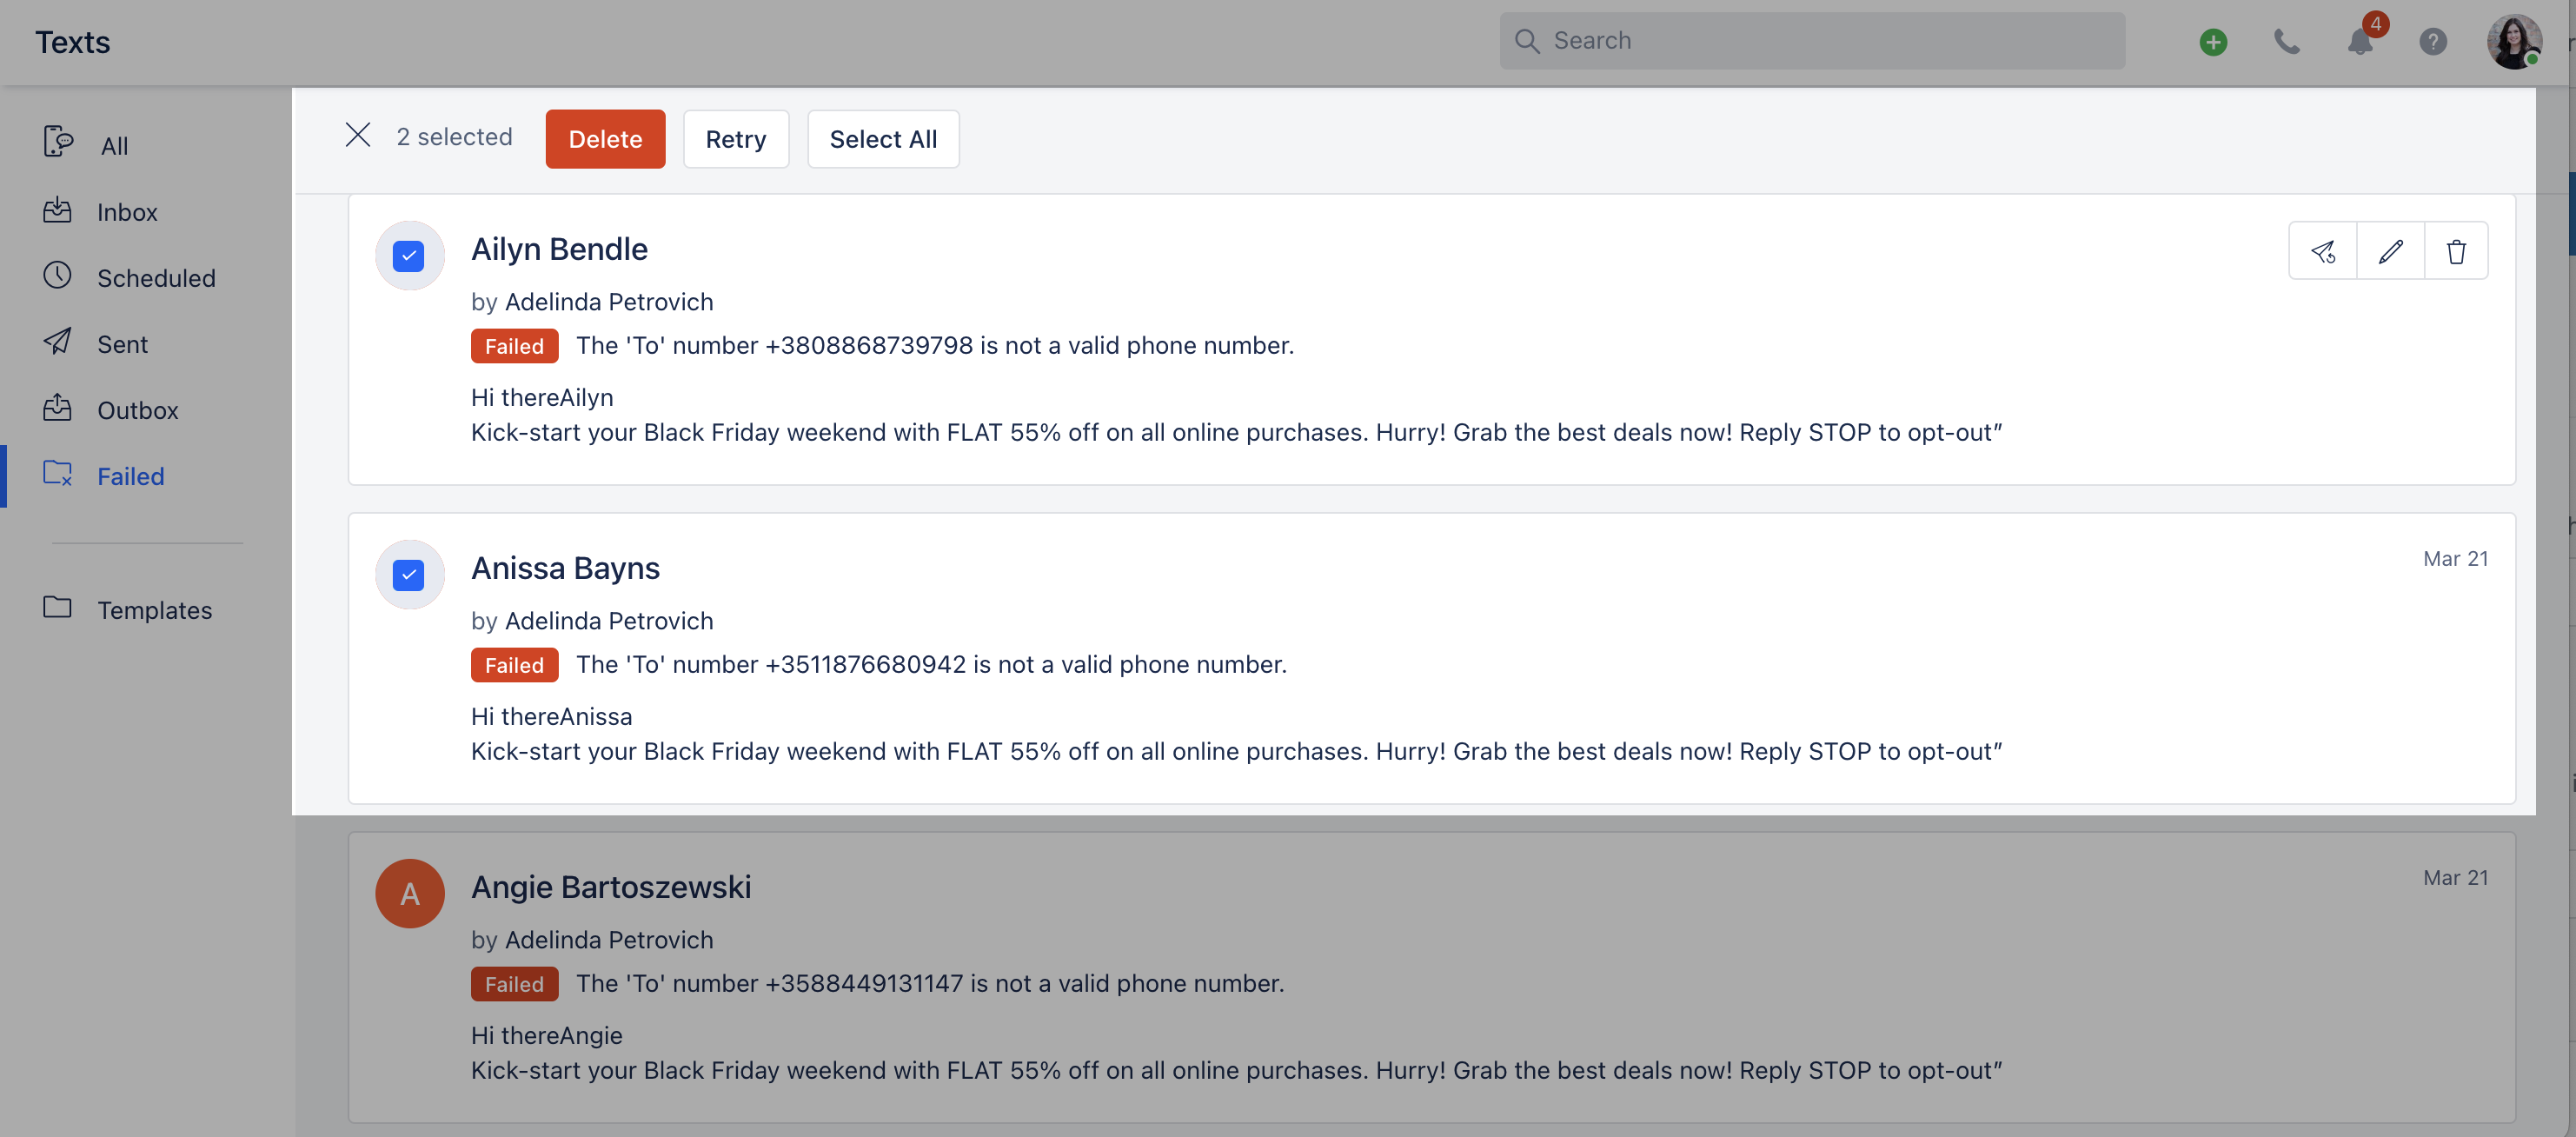 Texts
Search
4
All
Inbox
Scheduled
Sent
Outbox
Failed
Templates
2 selected
Delete
Retry
Select All
Ailyn Bendle
by Adelinda Petrovich
Failed The 'To' number +3808868739798 is not a valid phone number.
Hi thereAilyn
Kick-start your Black Friday weekend with FLAT 55% off on all online purchases. Hurry! Grab the best deals now! Reply STOP to opt-out”
Anissa Bayns
Mar 21
by Adelinda Petrovich
Failed The 'To' number +3511876680942 is not a valid phone number.
Hi thereAnissa
Kick-start your Black Friday weekend with FLAT 55% off on all online purchases. Hurry! Grab the best deals now! Reply STOP to opt-out”
A
Angie Bartoszewski
Mar 21
by Adelinda Petrovich
Failed The 'To' number +3588449131147 is not a valid phone number.
Hi thereAngie
Kick-start your Black Friday weekend with FLAT 55% off on all online purchases. Hurry! Grab the best deals now! Reply STOP to opt-out”